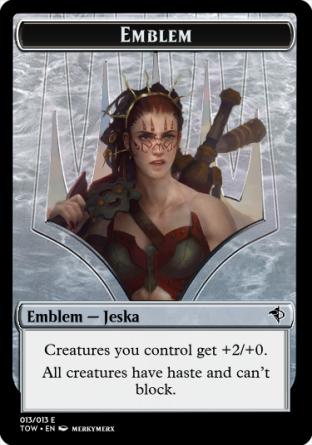 Emblem
Emblem — Jeska
Creatures you control get +2/+0.
All creatures have haste and can't
block.
013/013 E
TOW • EN MERKYMERX